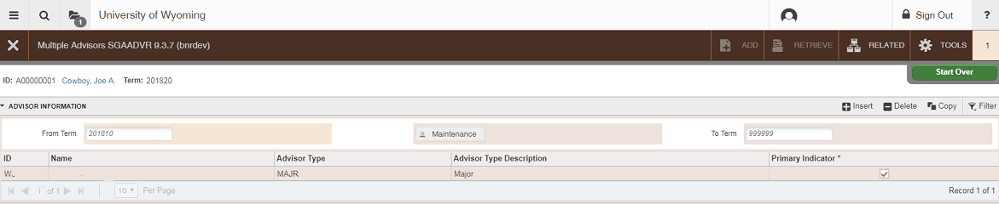 1
University of Wyoming
Sign Out
?
Multiple Advisors SGAADVR 9.3.7 (bnrdev)
ADD
RETRIEVE
RELATED
TOOLS
1
Start Over
ID: A00000001 Cowboy, Joe A. Term: 201820
ADVISOR INFORMATION
Insert
Delete
Copy
Filter
From Term 201810
Maintenance
To Term 999999
ID Name Advisor Type Advisor Type Description Primary Indicator *
MAJR Major
1 of 1
10 Per Page
Record 1 of 1